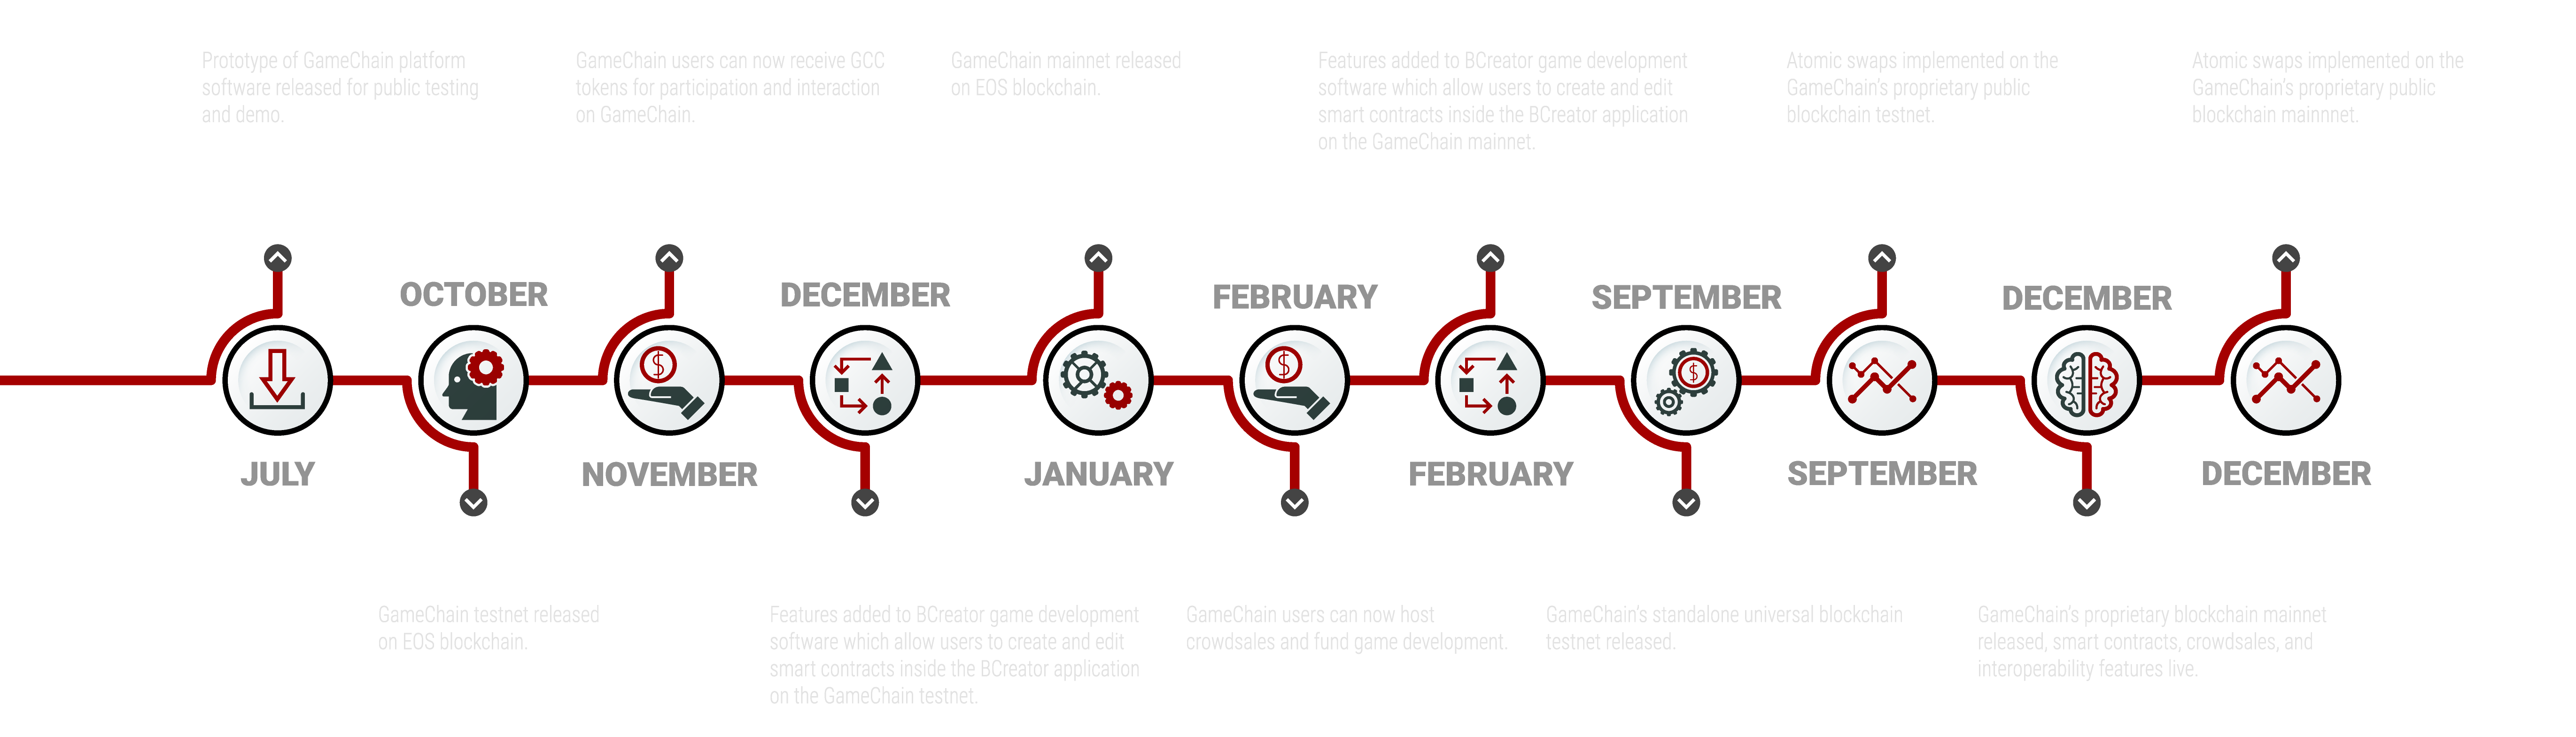 Prototype of GameChain platform
software released for public testing
and demo.
GameChain users can now receive GCC
tokens for participation and interaction
on GameChain.
GameChain mainnet released
on EOS blockchain.
Features added to BCreator game development
software which allow users to create and edit
smart contracts inside the BCreator application
on the GameChain mainnet.
Atomic swaps implemented on the
GameChain's proprietary public
blockchain testnet.
Atomic swaps implemented on the
GameChain's proprietary public
blockchain mainnnet.
OCTOBER
DECEMBER
FEBRUARY
SEPTEMBER
DECEMBER
$
$
$
JULY
NOVEMBER
JANUARY
FEBRUARY
SEPTEMBER
DECEMBER
GameChain testnet released
on EOS blockchain.
Features added to BCreator game development
software which allow users to create and edit
smart contracts inside the BCreator application
on the GameChain testnet.
GameChain users can now host
crowdsales and fund game development.
GameChain's standalone universal blockchain
testnet released.
GameChain's proprietary blockchain mainnet
released, smart contracts, crowdsales, and
interoperability features live.